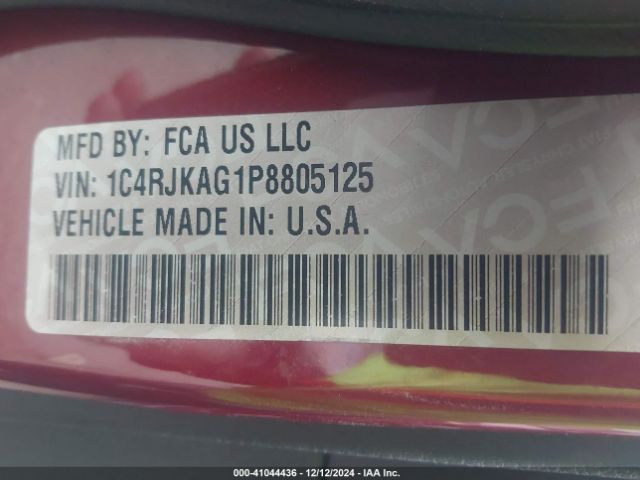 MFD BY: FCA US LLC
VIN: 1C4RJKAG1P8805125
VEHICLE MADE IN: U.S.A.
000-41044436 - 12/12/2024 - IAA Inc.